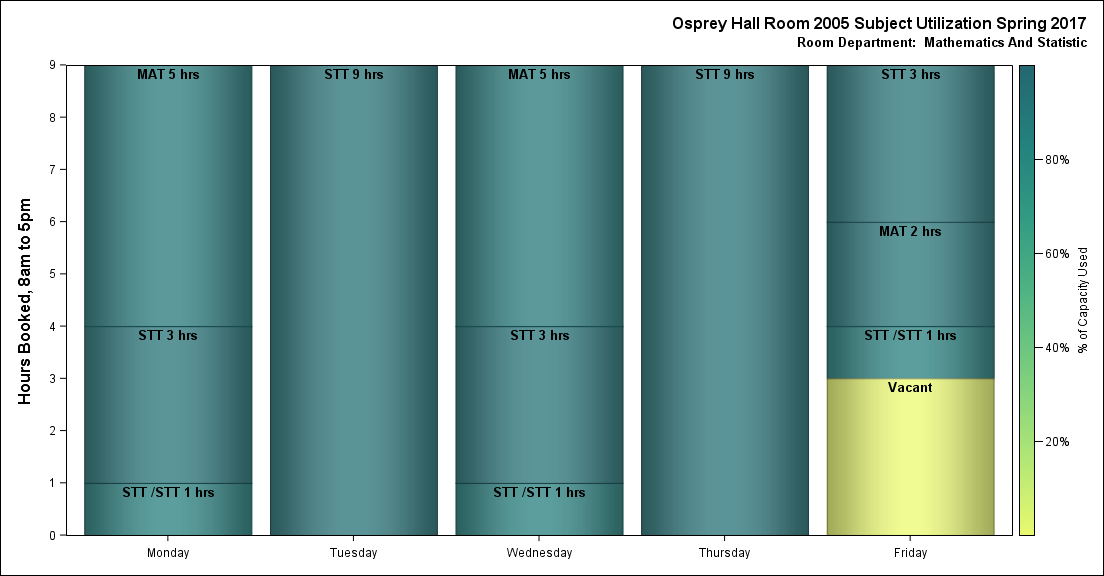 Osprey Hall Room 2005 Subject Utilization Spring 2017
Room Department: Mathematics And Statistic
Hours Booked, 8am to 5pm
9
8
7
6
5
4
3
2
1
0
MAT 5 hrs
STT 3 hrs
STT /STT 1 hrs
Monday
STT 9 hrs
Tuesday
MAT 5 hrs
STT 3 hrs
STT /STT 1 hrs
Wednesday
STT 9 hrs
Thursday
STT 3 hrs
MAT 2 hrs
STT /STT 1 hrs
Vacant
Friday
80%
60%
40%
20%
% of Capacity Used